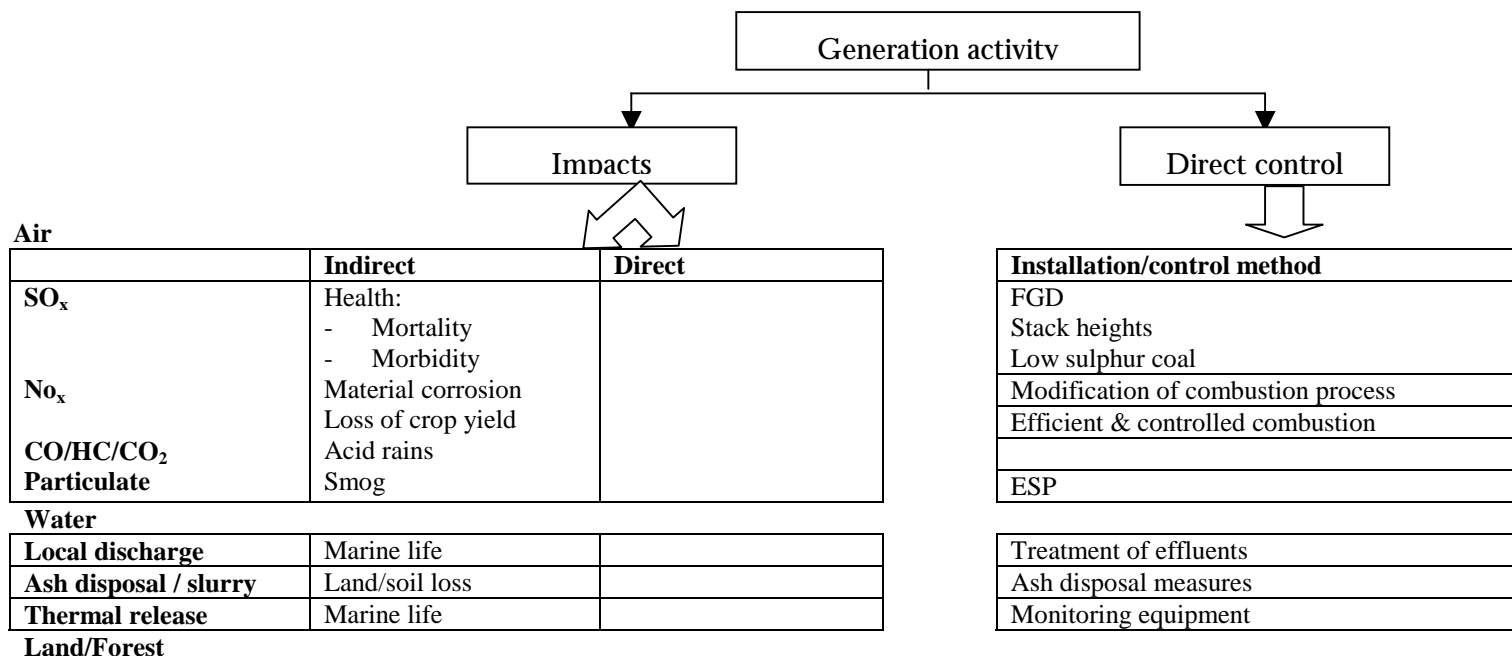 Generation activity
Impacts
Direct control
Air
Indirect Direct
SOx Health:
- Mortality
- Morbidity
Nox Material corrosion
Loss of crop yield
CO/HC/CO2 Acid rains
Particulate Smog
Installation/control method
FGD
Stack heights
Low sulphur coal
Modification of combustion process
Efficient & controlled combustion
ESP
Water
Local discharge Marine life
Ash disposal / slurry Land/soil loss
Thermal release Marine life
Treatment of effluents
Ash disposal measures
Monitoring equipment
Land/Forest